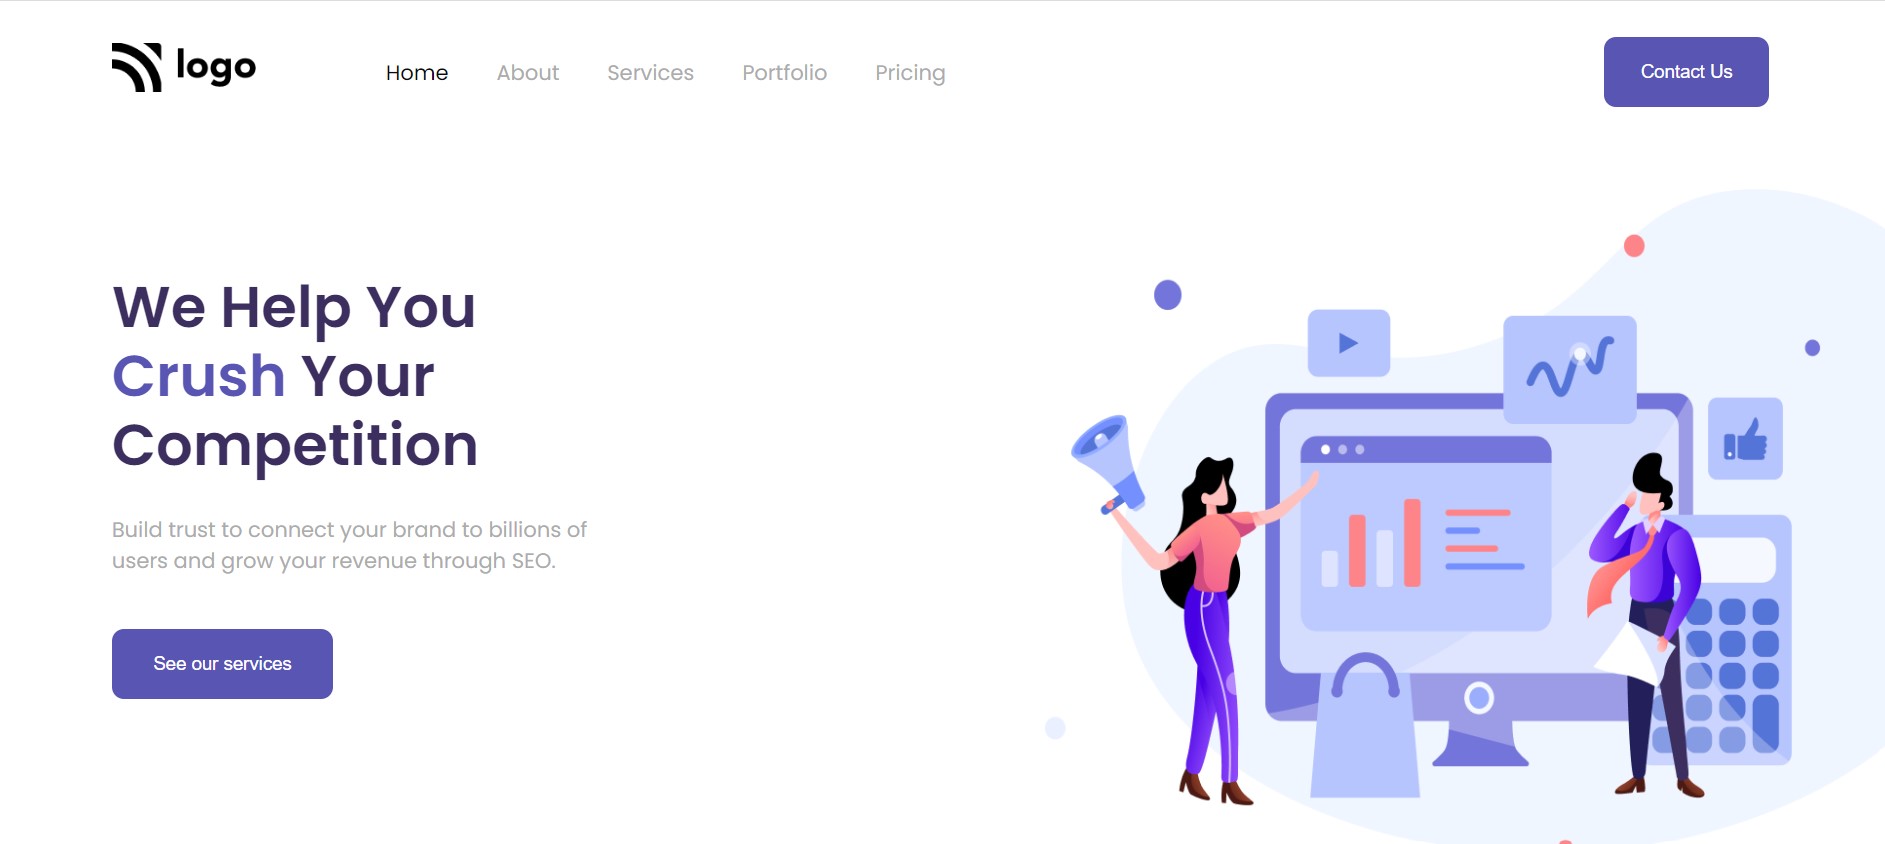 logo
Home About Services Portfolio Pricing
Contact Us
We Help You
Crush Your
Competition
Build trust to connect your brand to billions of
users and grow your revenue through SEO.
See our services